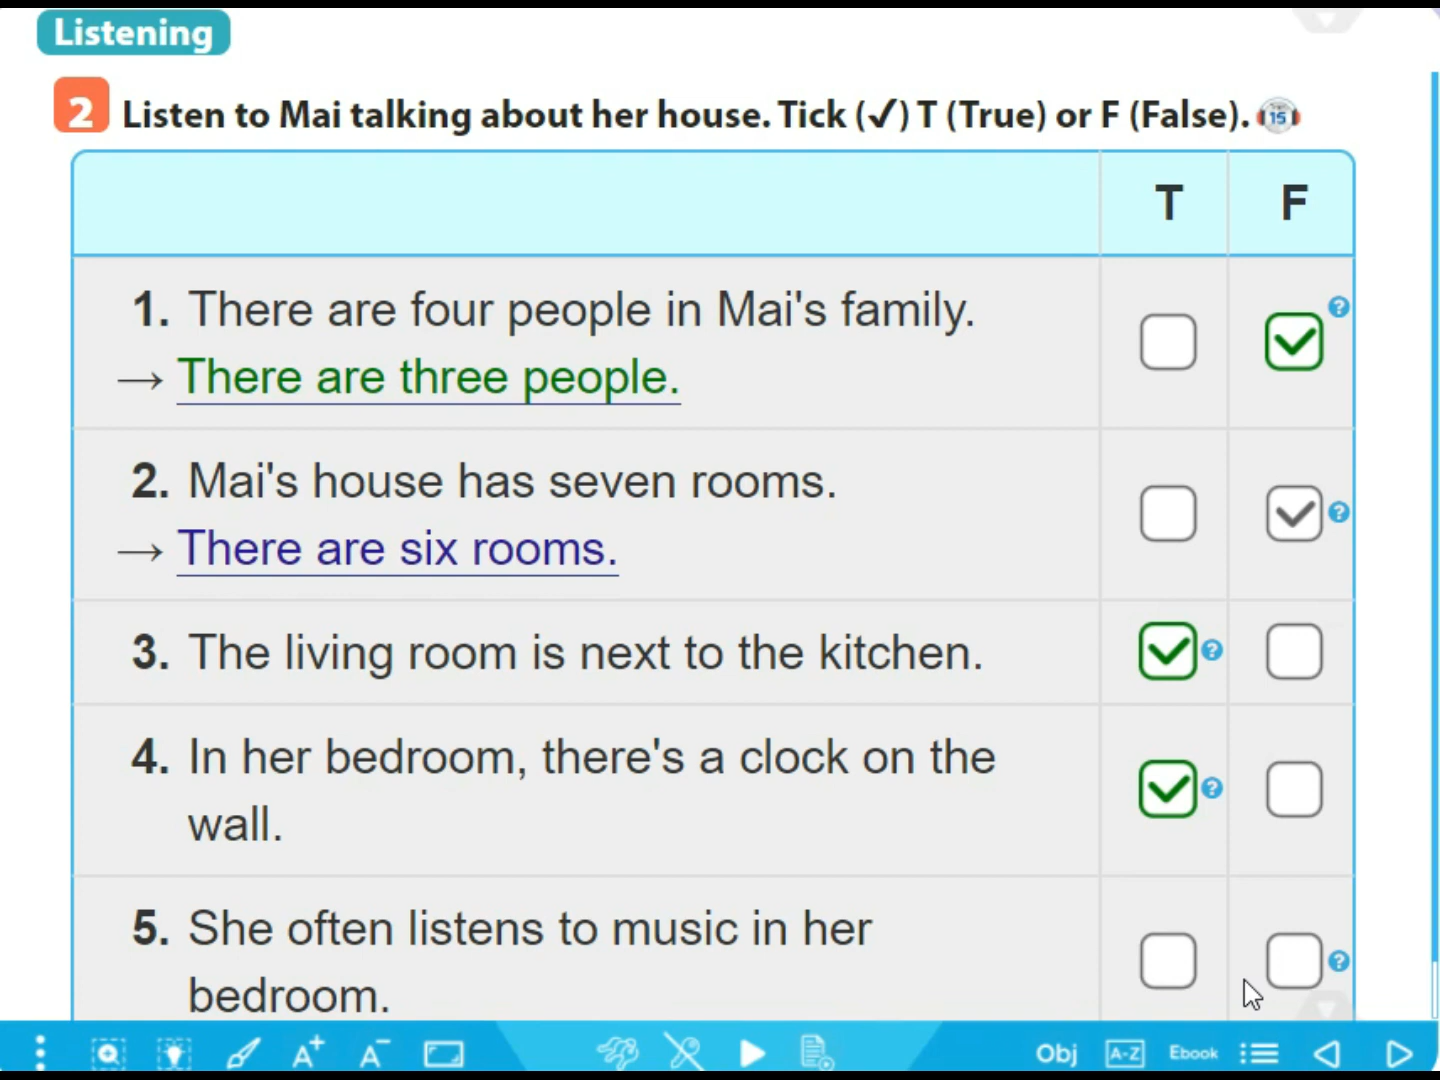 Listening
2 Listen to Mai talking about her house. Tick (✓) T (True) or F (False). 15
T F
1. There are four people in Mai's family.
→ There are three people.
2. Mai's house has seven rooms.
→ There are six rooms.
3. The living room is next to the kitchen.
4. In her bedroom, there's a clock on the
wall.
5. She often listens to music in her
bedroom.
A+ A- Obj A-Z Ebook